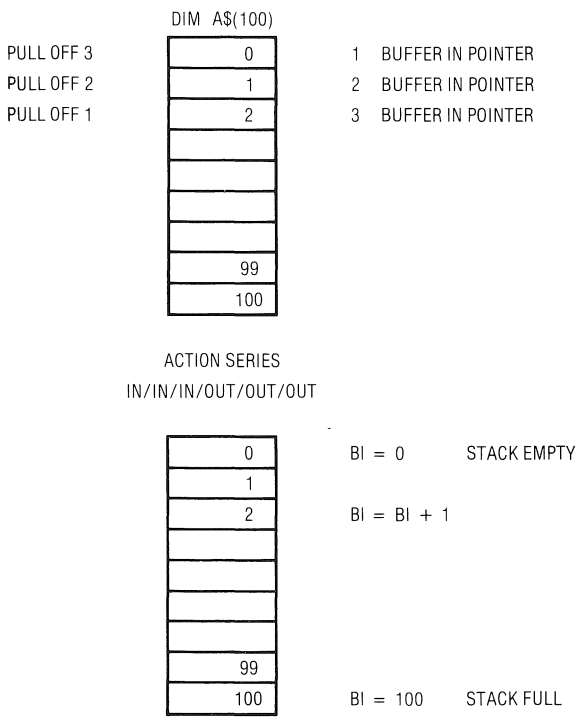 DIM A$(100)
PULL OFF 3 0 1 BUFFER IN POINTER
PULL OFF 2 1 2 BUFFER IN POINTER
PULL OFF 1 2 3 BUFFER IN POINTER
99
100
ACTION SERIES
IN/IN/IN/OUT/OUT/OUT
0 BI = 0 STACK EMPTY
1
2 BI = BI + 1
99
100 BI = 100 STACK FULL